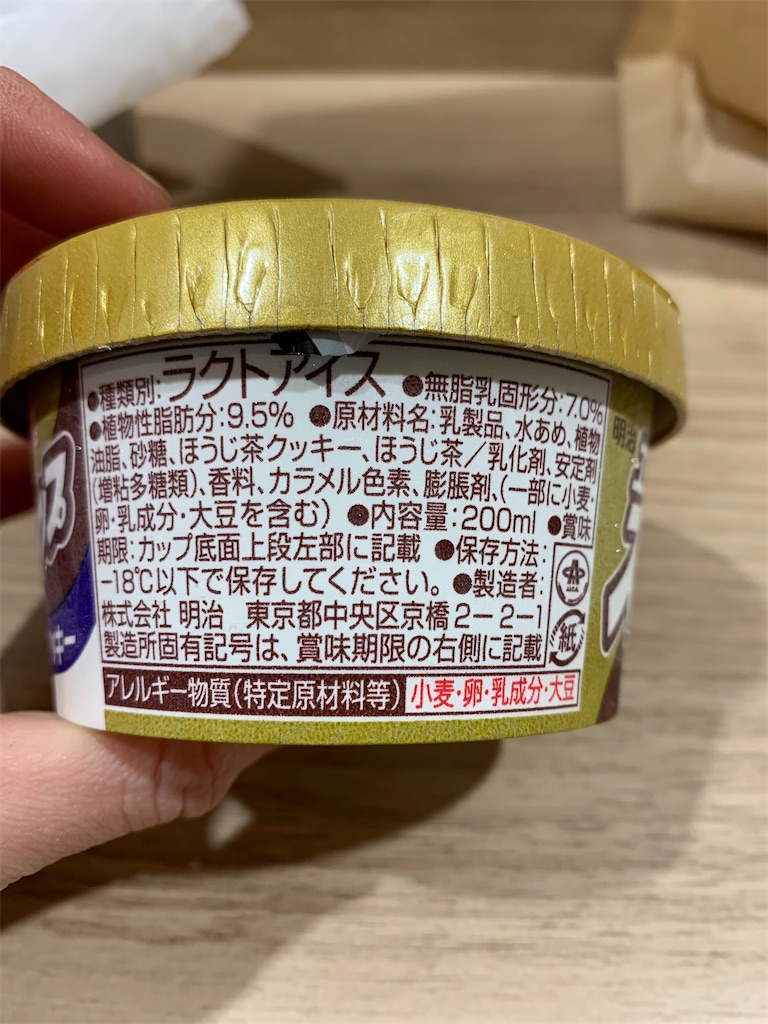 ●種類別:ラクトアイス ●無脂乳固形分:7.0%
●植物性脂肪分:9.5% ●原材料名:乳製品、水あめ、植物
油脂、砂糖、ほうじ茶クッキー、ほうじ茶/乳化剤、安定剤
(増粘多糖類)、香料、カラメル色素、膨脹剤、(一部に小麦・
卵・乳成分・大豆を含む) ●内容量:200ml ●賞味
期限:カップ底面上段左部に記載 ●保存方法:
-18℃以下で保存してください。●製造者:
株式会社 明治 東京都中央区京橋2-2-1
製造所固有記号は、賞味期限の右側に記載
紙
アレルギー物質(特定原材料等) 小麦・卵・乳成分・大豆
明治
キー